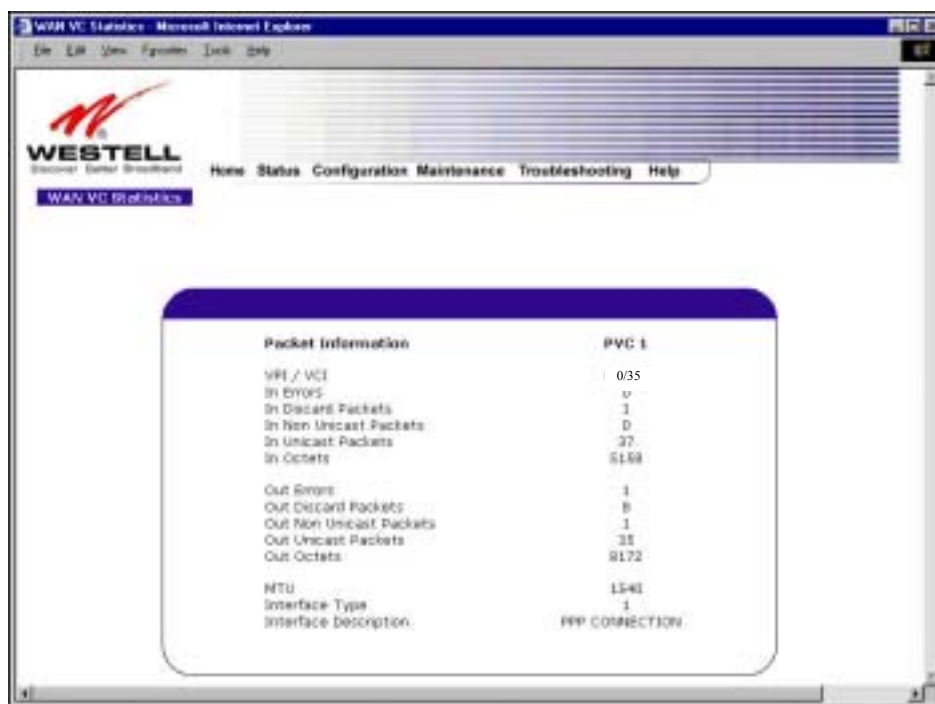 WAN VC Statistics - Microsoft Internet Explorer
File Edit View Favorites Tools Help
WESTELL
Discover Better Broadband
Home Status Configuration Maintenance Troubleshooting Help
WAN VC Statistics
Packet Information PVC 1
VPI / VCI 0/35
In Errors 0
In Discard Packets 1
In Non Unicast Packets 0
In Unicast Packets 37
In Octets 5158
Out Errors 1
Out Discard Packets
Out Non Unicast Packets 1
Out Unicast Packets 35
Out Octets 8172
MTU
Interface Type 1
Interface Description PPP CONNECTION